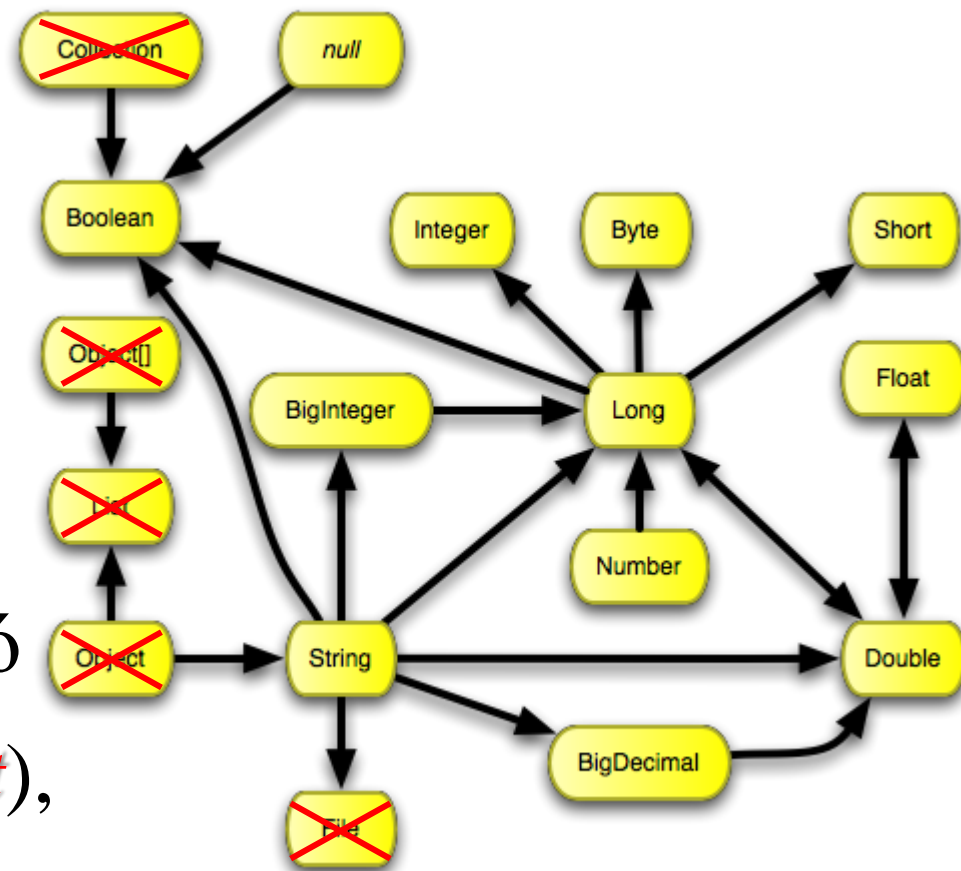 Collection
null
Boolean
Integer
Byte
Short
Object[]
BigInteger
Long
Float
List
Number
ó
Object
String
Double
),
BigDecimal
File